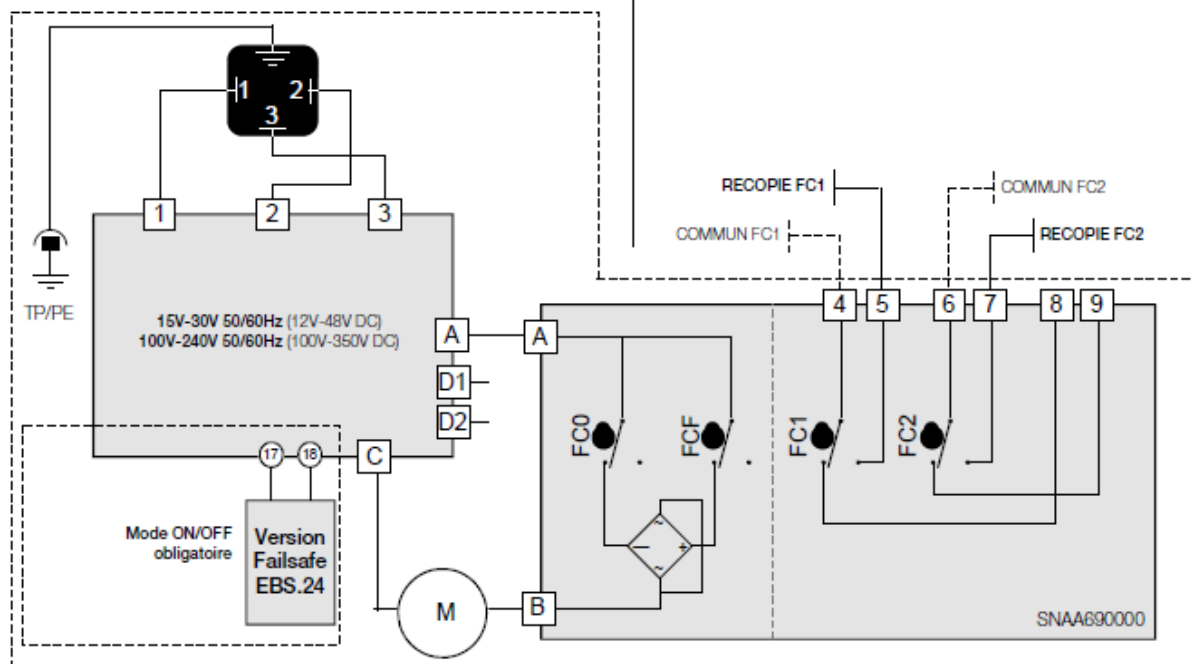 1 2
3
1 2 3
TP/PE
15V-30V 50/60Hz (12V-48V DC)
100V-240V 50/60Hz (100V-350V DC)
A
D1
D2
C
17 18
Mode ON/OFF
obligatoire
Version
Failsafe
EBS.24
M
RECOPIE FC1
COMMUN FC1
COMMUN FC2
RECOPIE FC2
4 5 6 7 8 9
A
FC0
FCF
FC1
FC2
~
— +
~
B
SNAA690000